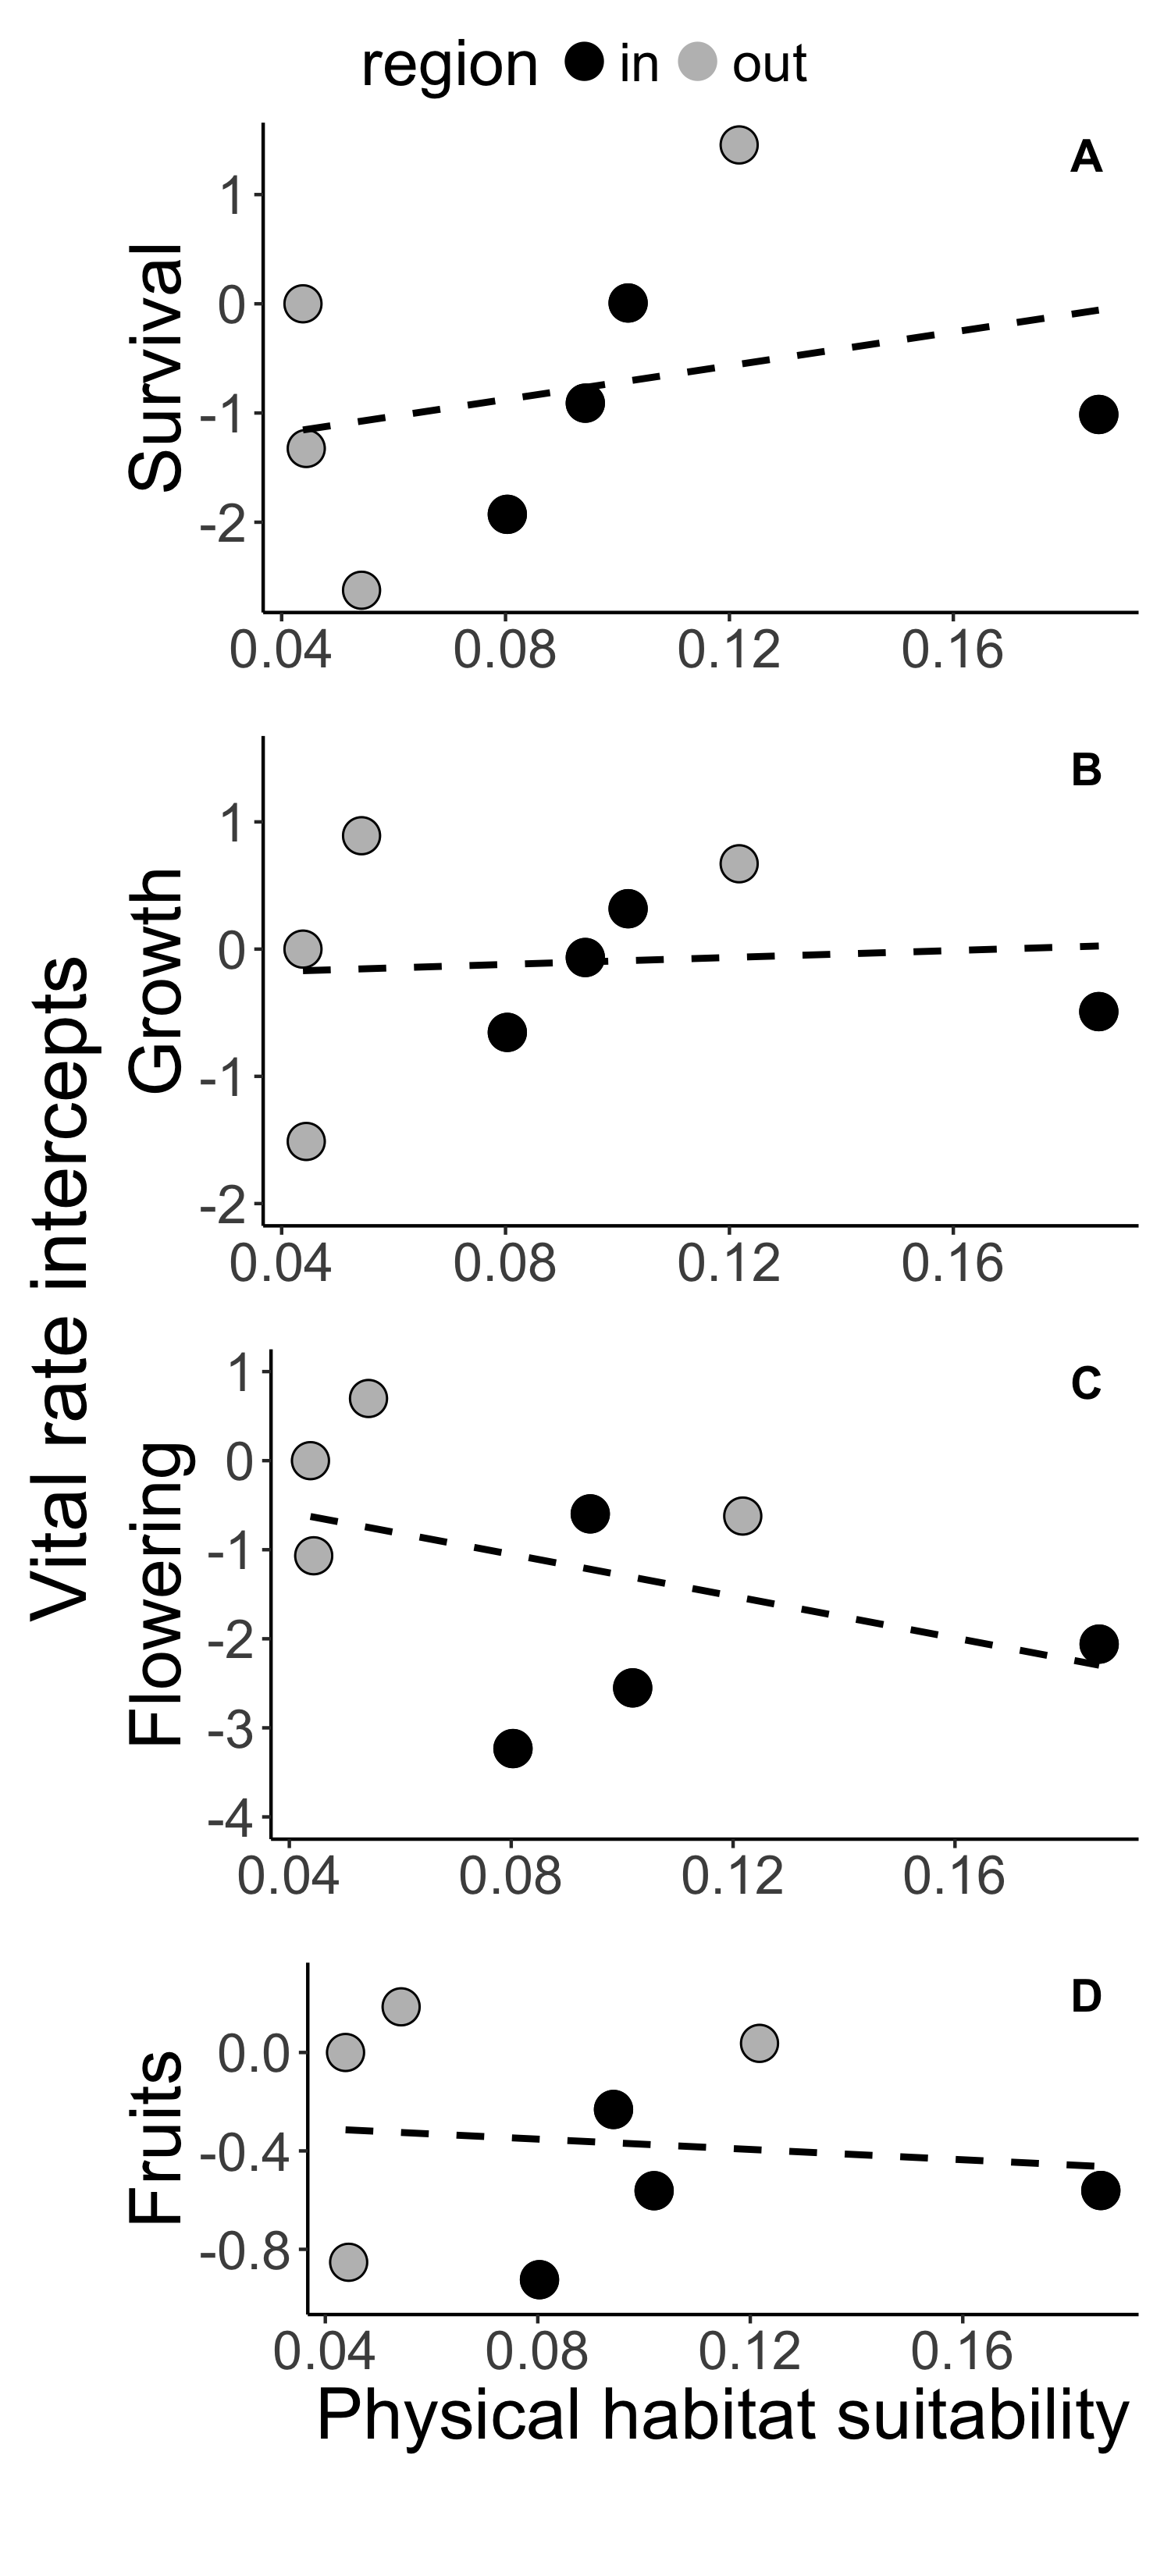 region in out
A
Survival
1
0
-1
-2
0.04 0.08 0.12 0.16
B
Growth
1
0
-1
-2
0.04 0.08 0.12 0.16
Vital rate intercepts
C
Flowering
1
0
-1
-2
-3
-4
0.04 0.08 0.12 0.16
D
Fruits
0.0
-0.4
-0.8
0.04 0.08 0.12 0.16
Physical habitat suitability